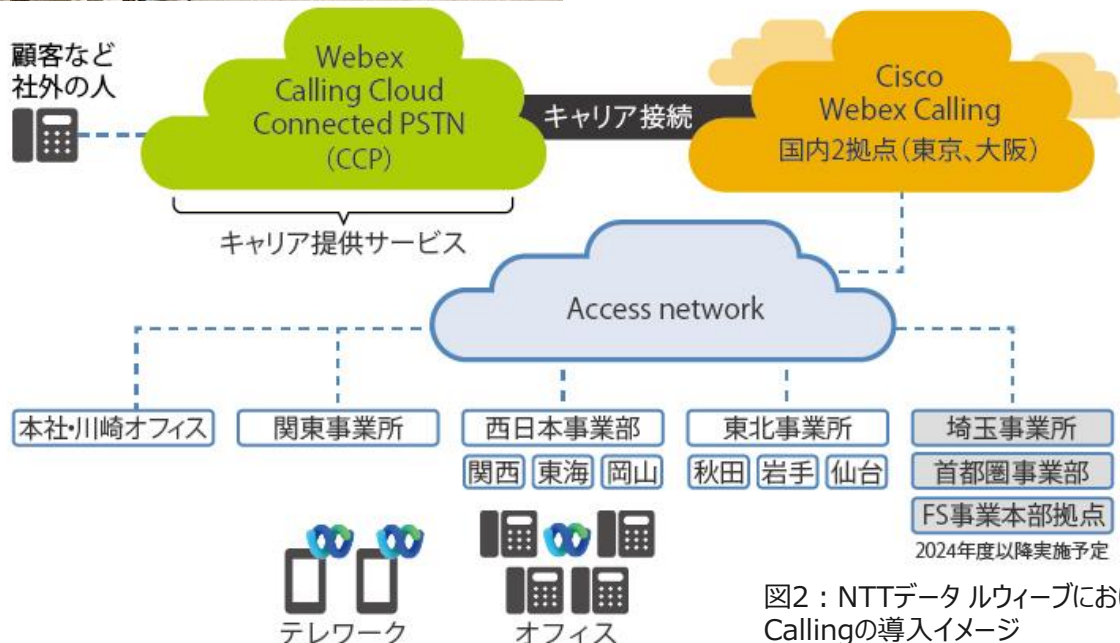 顧客など
社外の人
Webex
Calling Cloud
Connected PSTN
(CCP)
キャリア接続
Cisco
Webex Calling
国内2拠点(東京、大阪)
キャリア提供サービス
Access network
本社・川崎オフィス
関東事業所
西日本事業部
東北事業所
埼玉事業所
関西 東海 岡山
秋田 岩手 仙台
首都圏事業部
FS事業本部拠点
2024年度以降実施予定
テレワーク
オフィス
図2:NTTデータ ルウィーブにお
Callingの導入イメージ